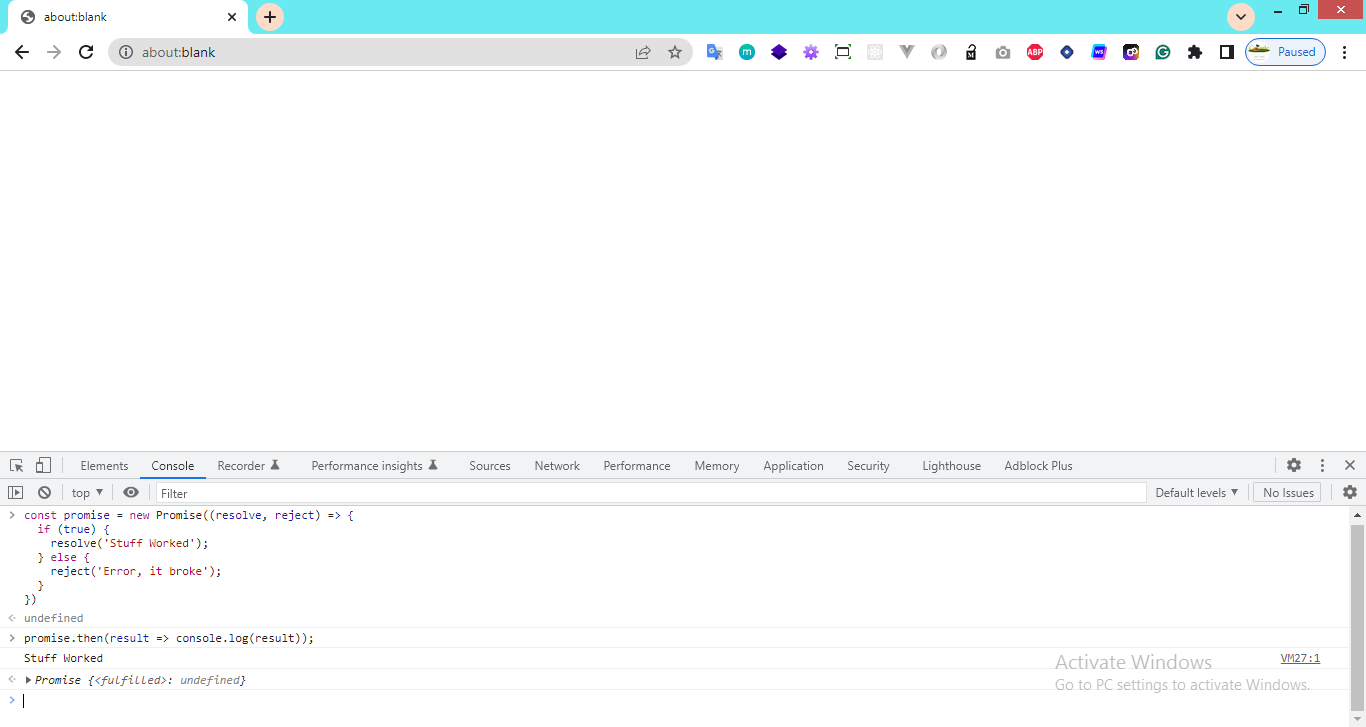 about:blank
about:blank
ABP
Paused
Elements Console Recorder Performance insights Sources Network Performance Memory Application Security Lighthouse Adblock Plus
top Filter Default levels No Issues
const promise = new Promise((resolve, reject) => {
if (true) {
resolve('Stuff Worked');
} else {
reject('Error, it broke');
}
})
undefined
promise.then(result => console.log(result));
Stuff Worked VM27:1
Promise {<fulfilled>: undefined}
Activate Windows
Go to PC settings to activate Windows.